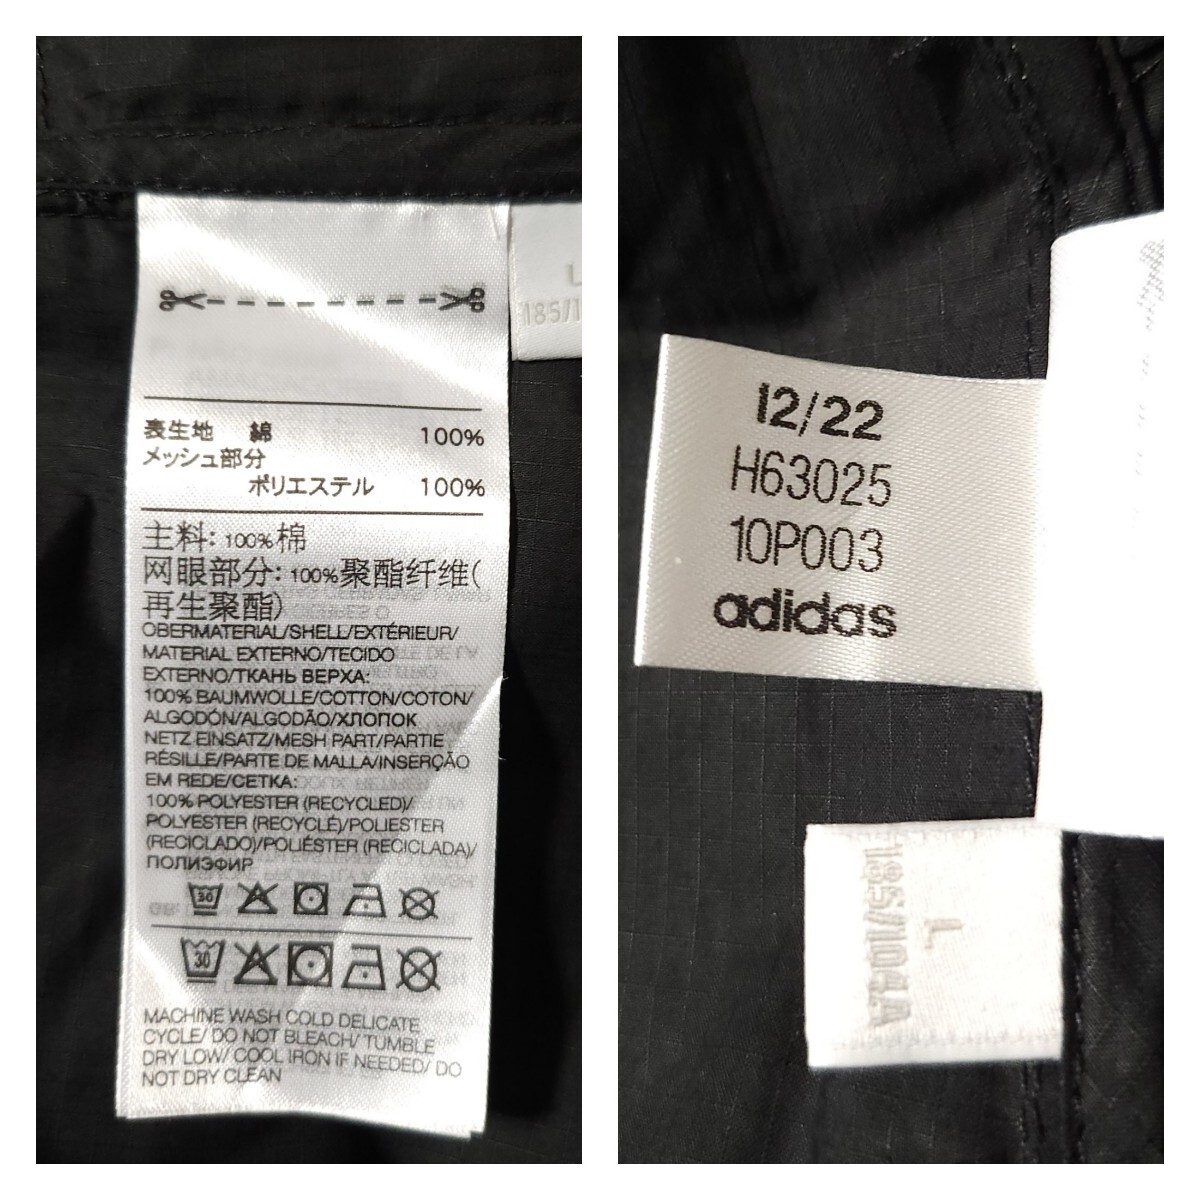 L
185/1
表生地 綿 100%
メッシュ部分
ポリエステル 100%
主料: 100%棉
网眼部分: 100%聚酯纤维(
再生聚酯)
OBERMATERIAL/SHELL/EXTÉRIEUR/
MATERIAL EXTERNO/TECIDO
EXTERNO/ТКАНЬ ВЕРХА:
100% BAUMWOLLE/COTTON/COTON/
ALGODÓN/ALGODÃO/ХЛОПОК
NETZ EINSATZ/MESH PART/PARTIE
RÉSILLE/PARTE DE MALLA/INSERÇÃO
EM REDE/СЕТКА:
100% POLYESTER (RECYCLED)/
POLYESTER (RECYCLÉ)/POLIESTER
(RECICLADO)/POLIÉSTER (RECICLADA)/
ПОЛИЭФИР
30
30
MACHINE WASH COLD DELICATE
CYCLE/ DO NOT BLEACH/ TUMBLE
DRY LOW/ COOL IRON IF NEEDED/ DO
NOT DRY CLEAN
12/22
H63025
10P003
adidas
L
185/104A